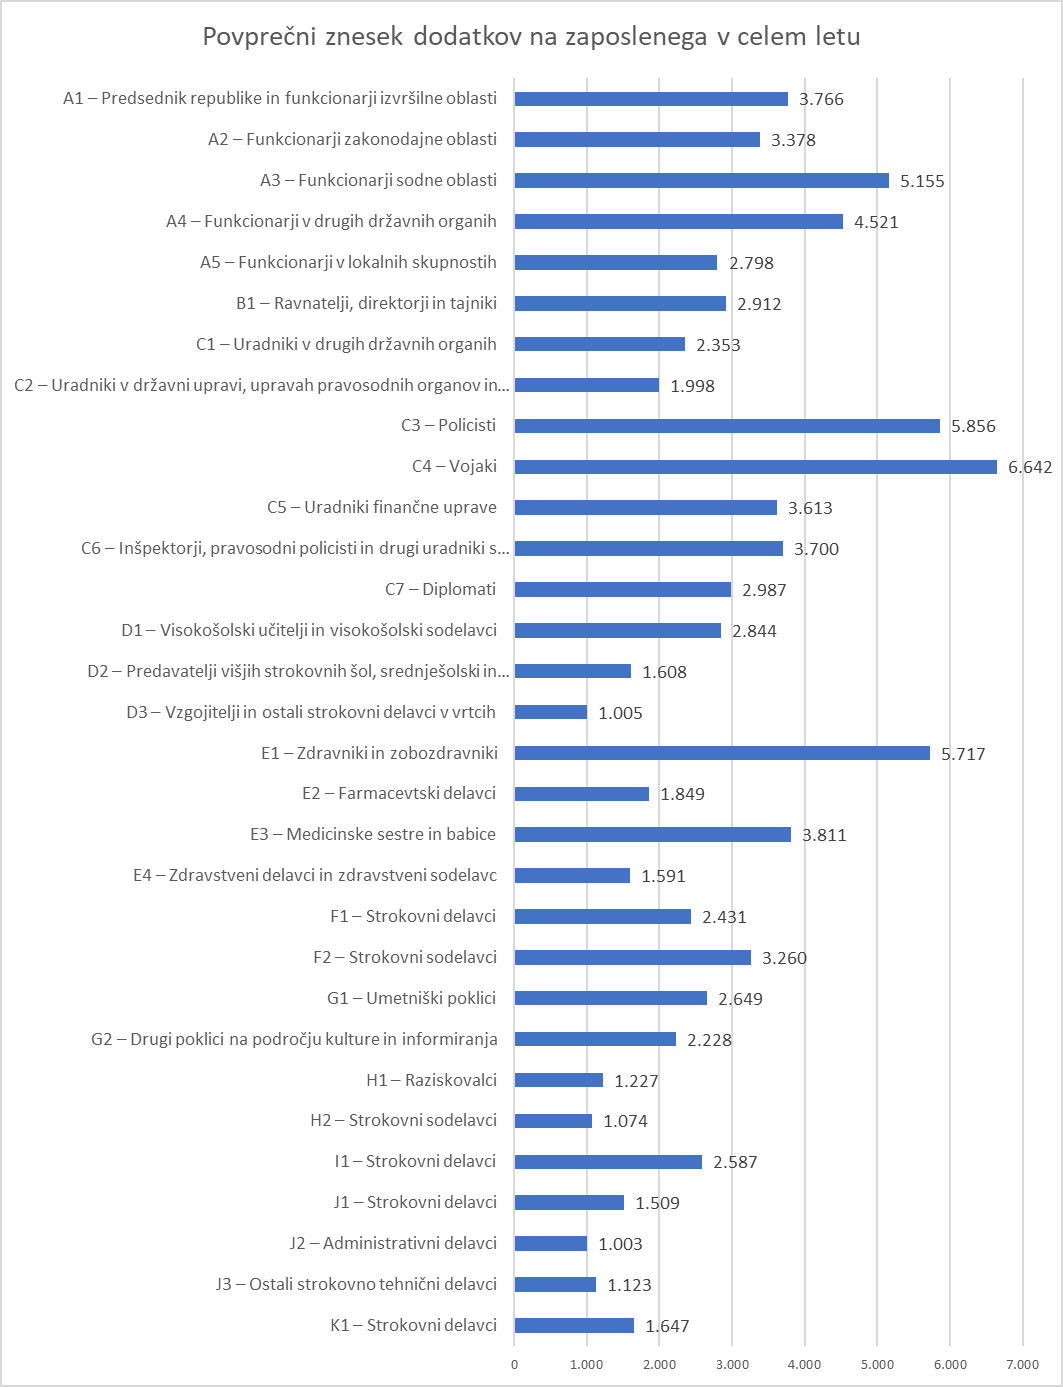 Povprečni znesek dodatkov na zaposlenega v celem letu
A1 – Predsednik republike in funkcionarji izvršilne oblasti 3.766
A2 – Funkcionarji zakonodajne oblasti 3.378
A3 – Funkcionarji sodne oblasti 5.155
A4 – Funkcionarji v drugih državnih organih 4.521
A5 – Funkcionarji v lokalnih skupnostih 2.798
B1 – Ravnatelji, direktorji in tajniki 2.912
C1 – Uradniki v drugih državnih organih 2.353
C2 – Uradniki v državni upravi, upravah pravosodnih organov in... 1.998
C3 – Policisti 5.856
C4 – Vojaki 6.642
C5 – Uradniki finančne uprave 3.613
C6 – Inšpektorji, pravosodni policisti in drugi uradniki s... 3.700
C7 – Diplomati 2.987
D1 – Visokošolski učitelji in visokošolski sodelavci 2.844
D2 – Predavatelji višjih strokovnih šol, srednješolski in... 1.608
D3 – Vzgojitelji in ostali strokovni delavci v vrtcih 1.005
E1 – Zdravniki in zobozdravniki 5.717
E2 – Farmacevtski delavci 1.849
E3 – Medicinske sestre in babice 3.811
E4 – Zdravstveni delavci in zdravstveni sodelavc 1.591
F1 – Strokovni delavci 2.431
F2 – Strokovni sodelavci 3.260
G1 – Umetniški poklici 2.649
G2 – Drugi poklici na področju kulture in informiranja 2.228
H1 – Raziskovalci 1.227
H2 – Strokovni sodelavci 1.074
I1 – Strokovni delavci 2.587
J1 – Strokovni delavci 1.509
J2 – Administrativni delavci 1.003
J3 – Ostali strokovno tehnični delavci 1.123
K1 – Strokovni delavci 1.647
0 1.000 2.000 3.000 4.000 5.000 6.000 7.000